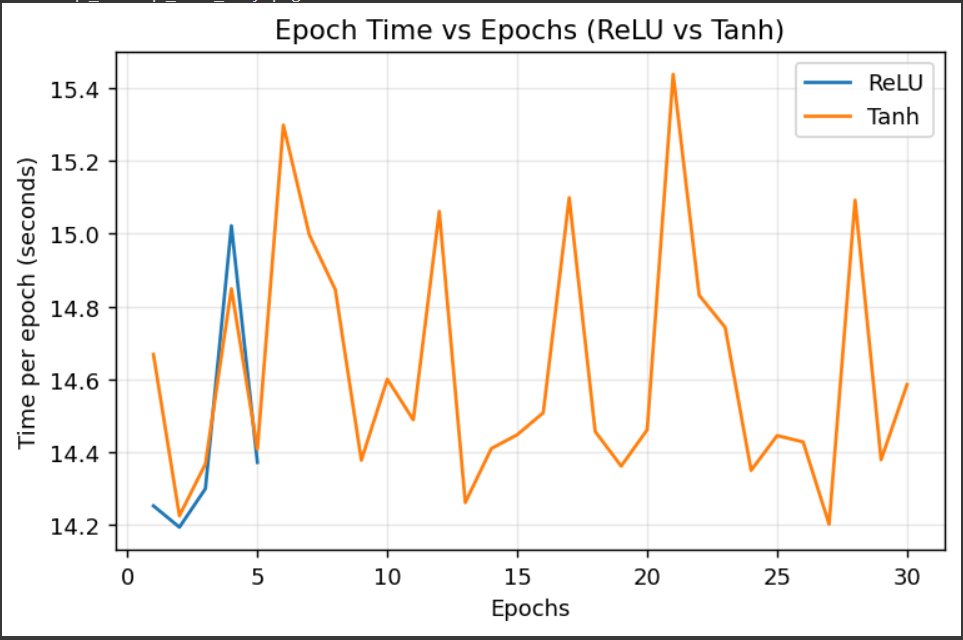 Epoch Time vs Epochs (ReLU vs Tanh)
ReLU
Tanh
Time per epoch (seconds)
15.4
15.2
15.0
14.8
14.6
14.4
14.2
0 5 10 15 20 25 30
Epochs